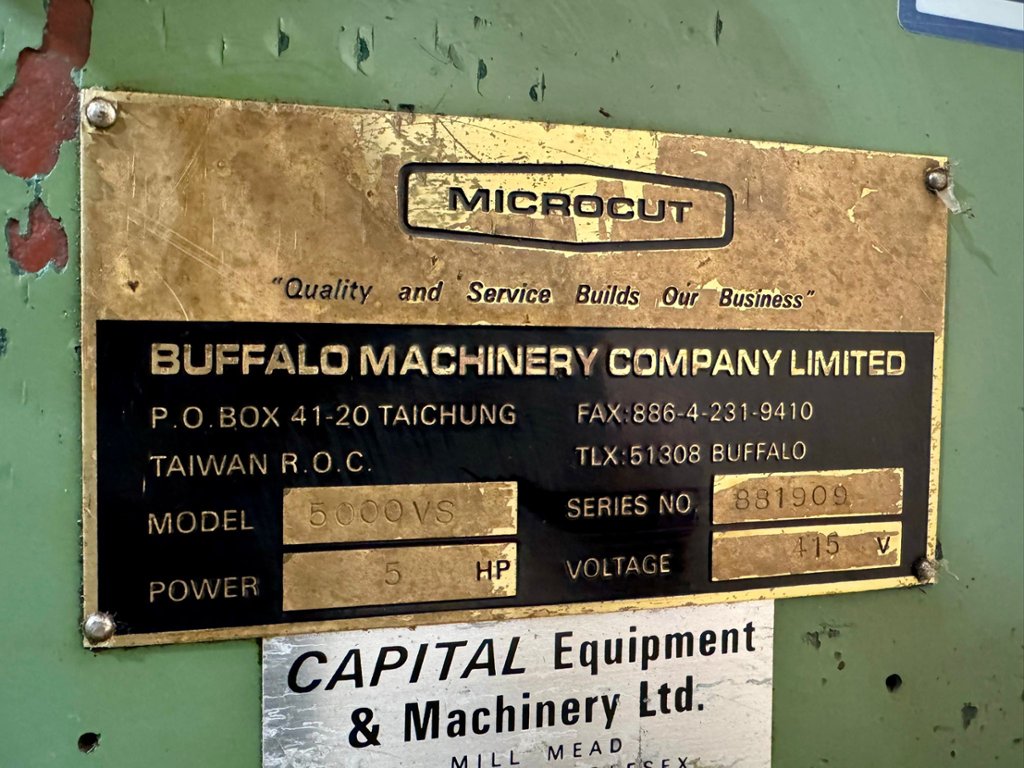 MICROCUT
"Quality and Service Builds Our Business"
BUFFALO MACHINERY COMPANY LIMITED
P.O. BOX 41-20 TAICHUNG FAX:886-4-231-9410
TAIWAN R.O.C. TLX:51308 BUFFALO
MODEL 5000VS SERIES NO. 881909
POWER 5 HP VOLTAGE 415 V
CAPITAL Equipment
& Machinery Ltd.
MILL MEAD